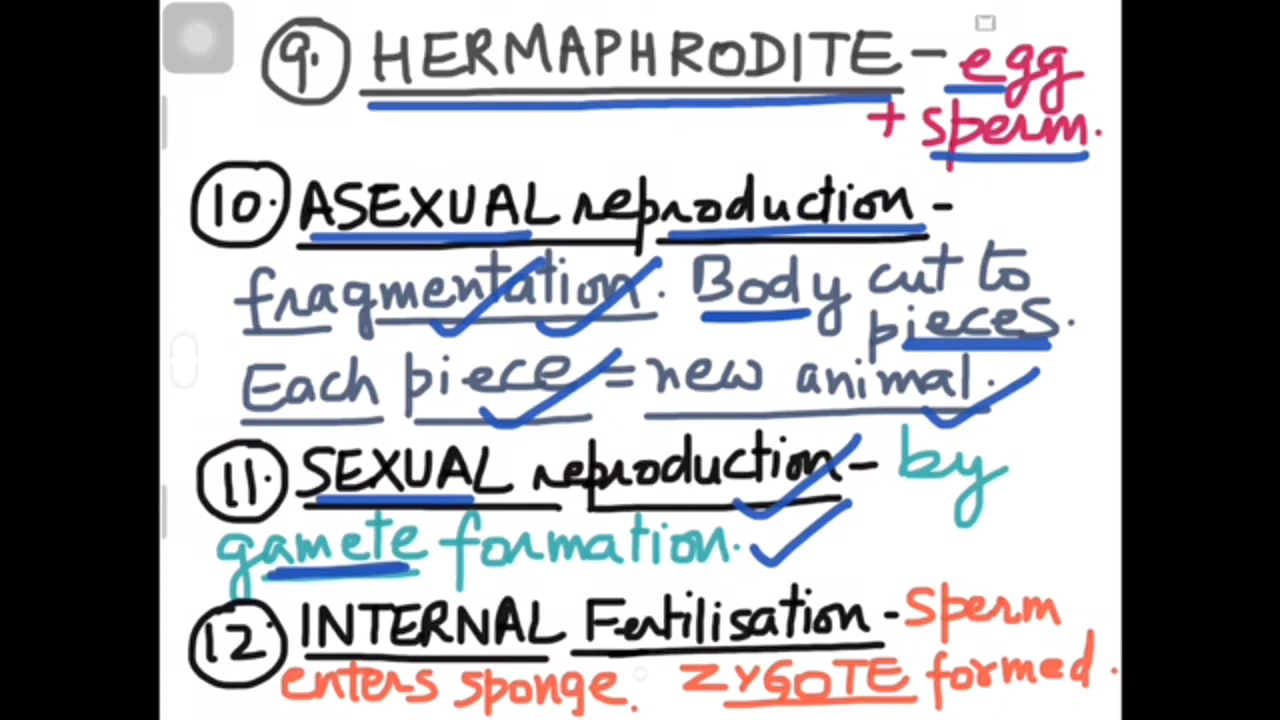 9. HERMAPHRODITE - egg
+ sperm.
10. ASEXUAL reproduction -
fragmentation. Body cut to
pieces.
Each piece = new animal.
11. SEXUAL reproduction - by
gamete formation.
12. INTERNAL Fertilisation - Sperm
enters sponge. ZYGOTE formed.